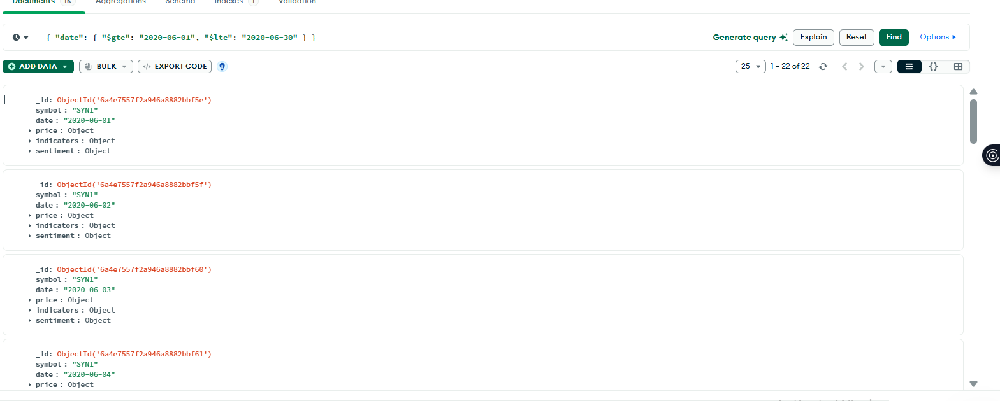 Documents 1K Aggregations Schema Indexes 1 Validation
{ "date": { "$gte": "2020-06-01", "$lte": "2020-06-30" } }
Generate query Explain Reset Find Options
ADD DATA BULK EXPORT CODE 25 1 – 22 of 22 {}
_id: ObjectId('6a4e7557f2a946a8882bbf5e')
symbol : "SYN1"
date : "2020-06-01"
price : Object
indicators : Object
sentiment : Object
_id: ObjectId('6a4e7557f2a946a8882bbf5f')
symbol : "SYN1"
date : "2020-06-02"
price : Object
indicators : Object
sentiment : Object
_id: ObjectId('6a4e7557f2a946a8882bbf60')
symbol : "SYN1"
date : "2020-06-03"
price : Object
indicators : Object
sentiment : Object
_id: ObjectId('6a4e7557f2a946a8882bbf61')
symbol : "SYN1"
date : "2020-06-04"
price : Object